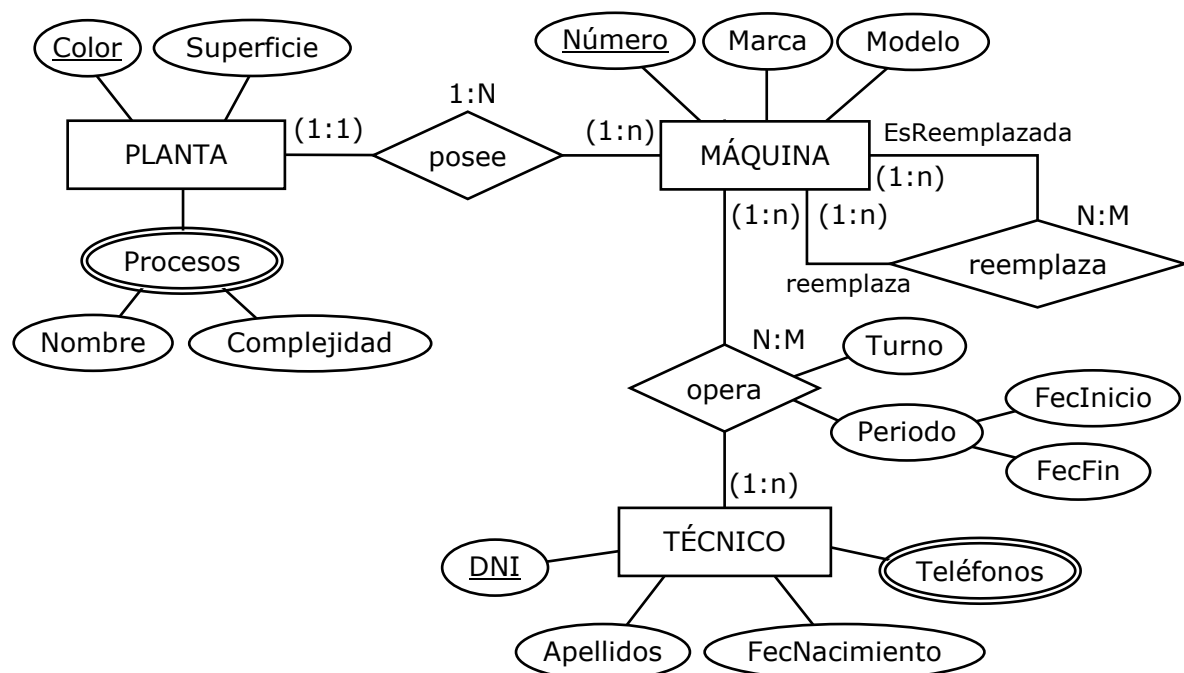 Color
Superficie
Número
Marca
Modelo
1:N
(1:1)
(1:n)
EsReemplazada
PLANTA
posee
MÁQUINA
(1:n)
(1:n)
(1:n)
N:M
Procesos
reemplaza
reemplaza
Nombre
Complejidad
N:M
Turno
opera
FecInicio
Periodo
FecFin
(1:n)
TÉCNICO
DNI
Teléfonos
Apellidos
FecNacimiento